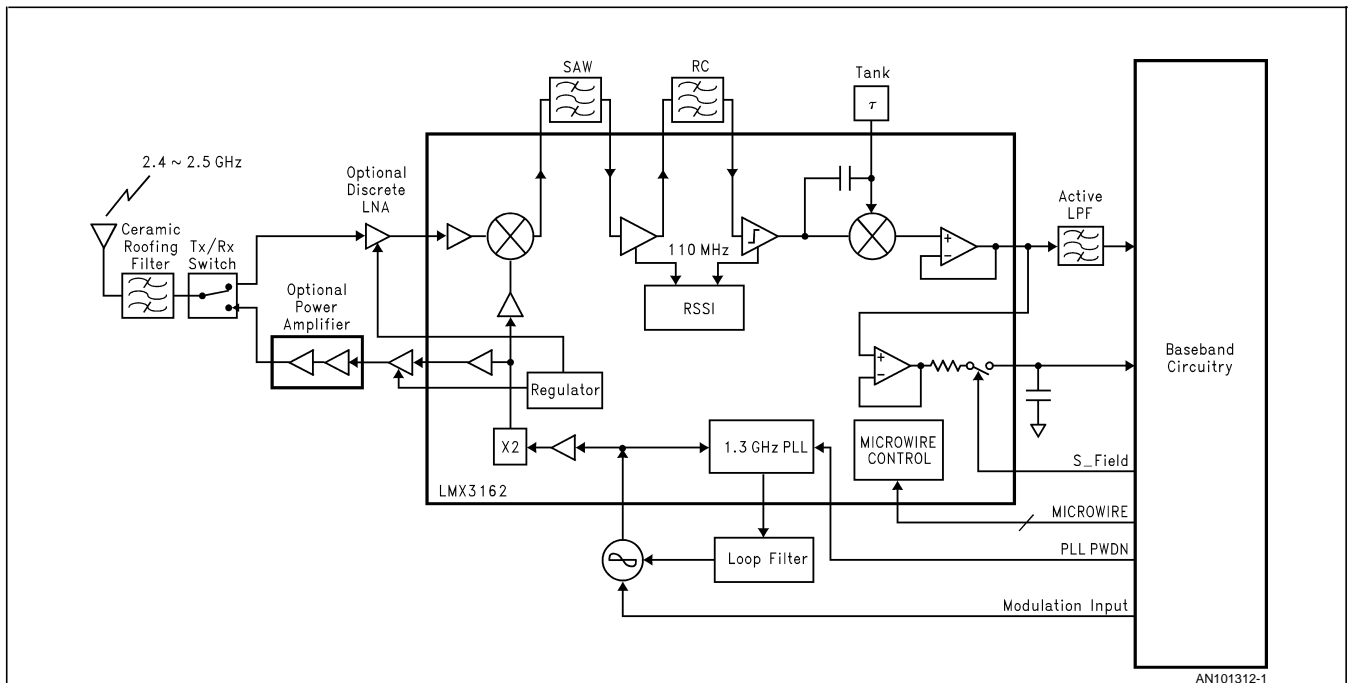 SAW
RC
Tank
τ
2.4 ~ 2.5 GHz
Optional
Discrete
LNA
Ceramic
Roofing
Filter
Tx/Rx
Switch
Optional
Power
Amplifier
110 MHz
RSSI
+
−
Active
LPF
+
−
Regulator
Baseband
Circuitry
X2
1.3 GHz PLL
MICROWIRE
CONTROL
LMX3162
S_Field
MICROWIRE
PLL PWDN
Loop Filter
Modulation Input
AN101312-1